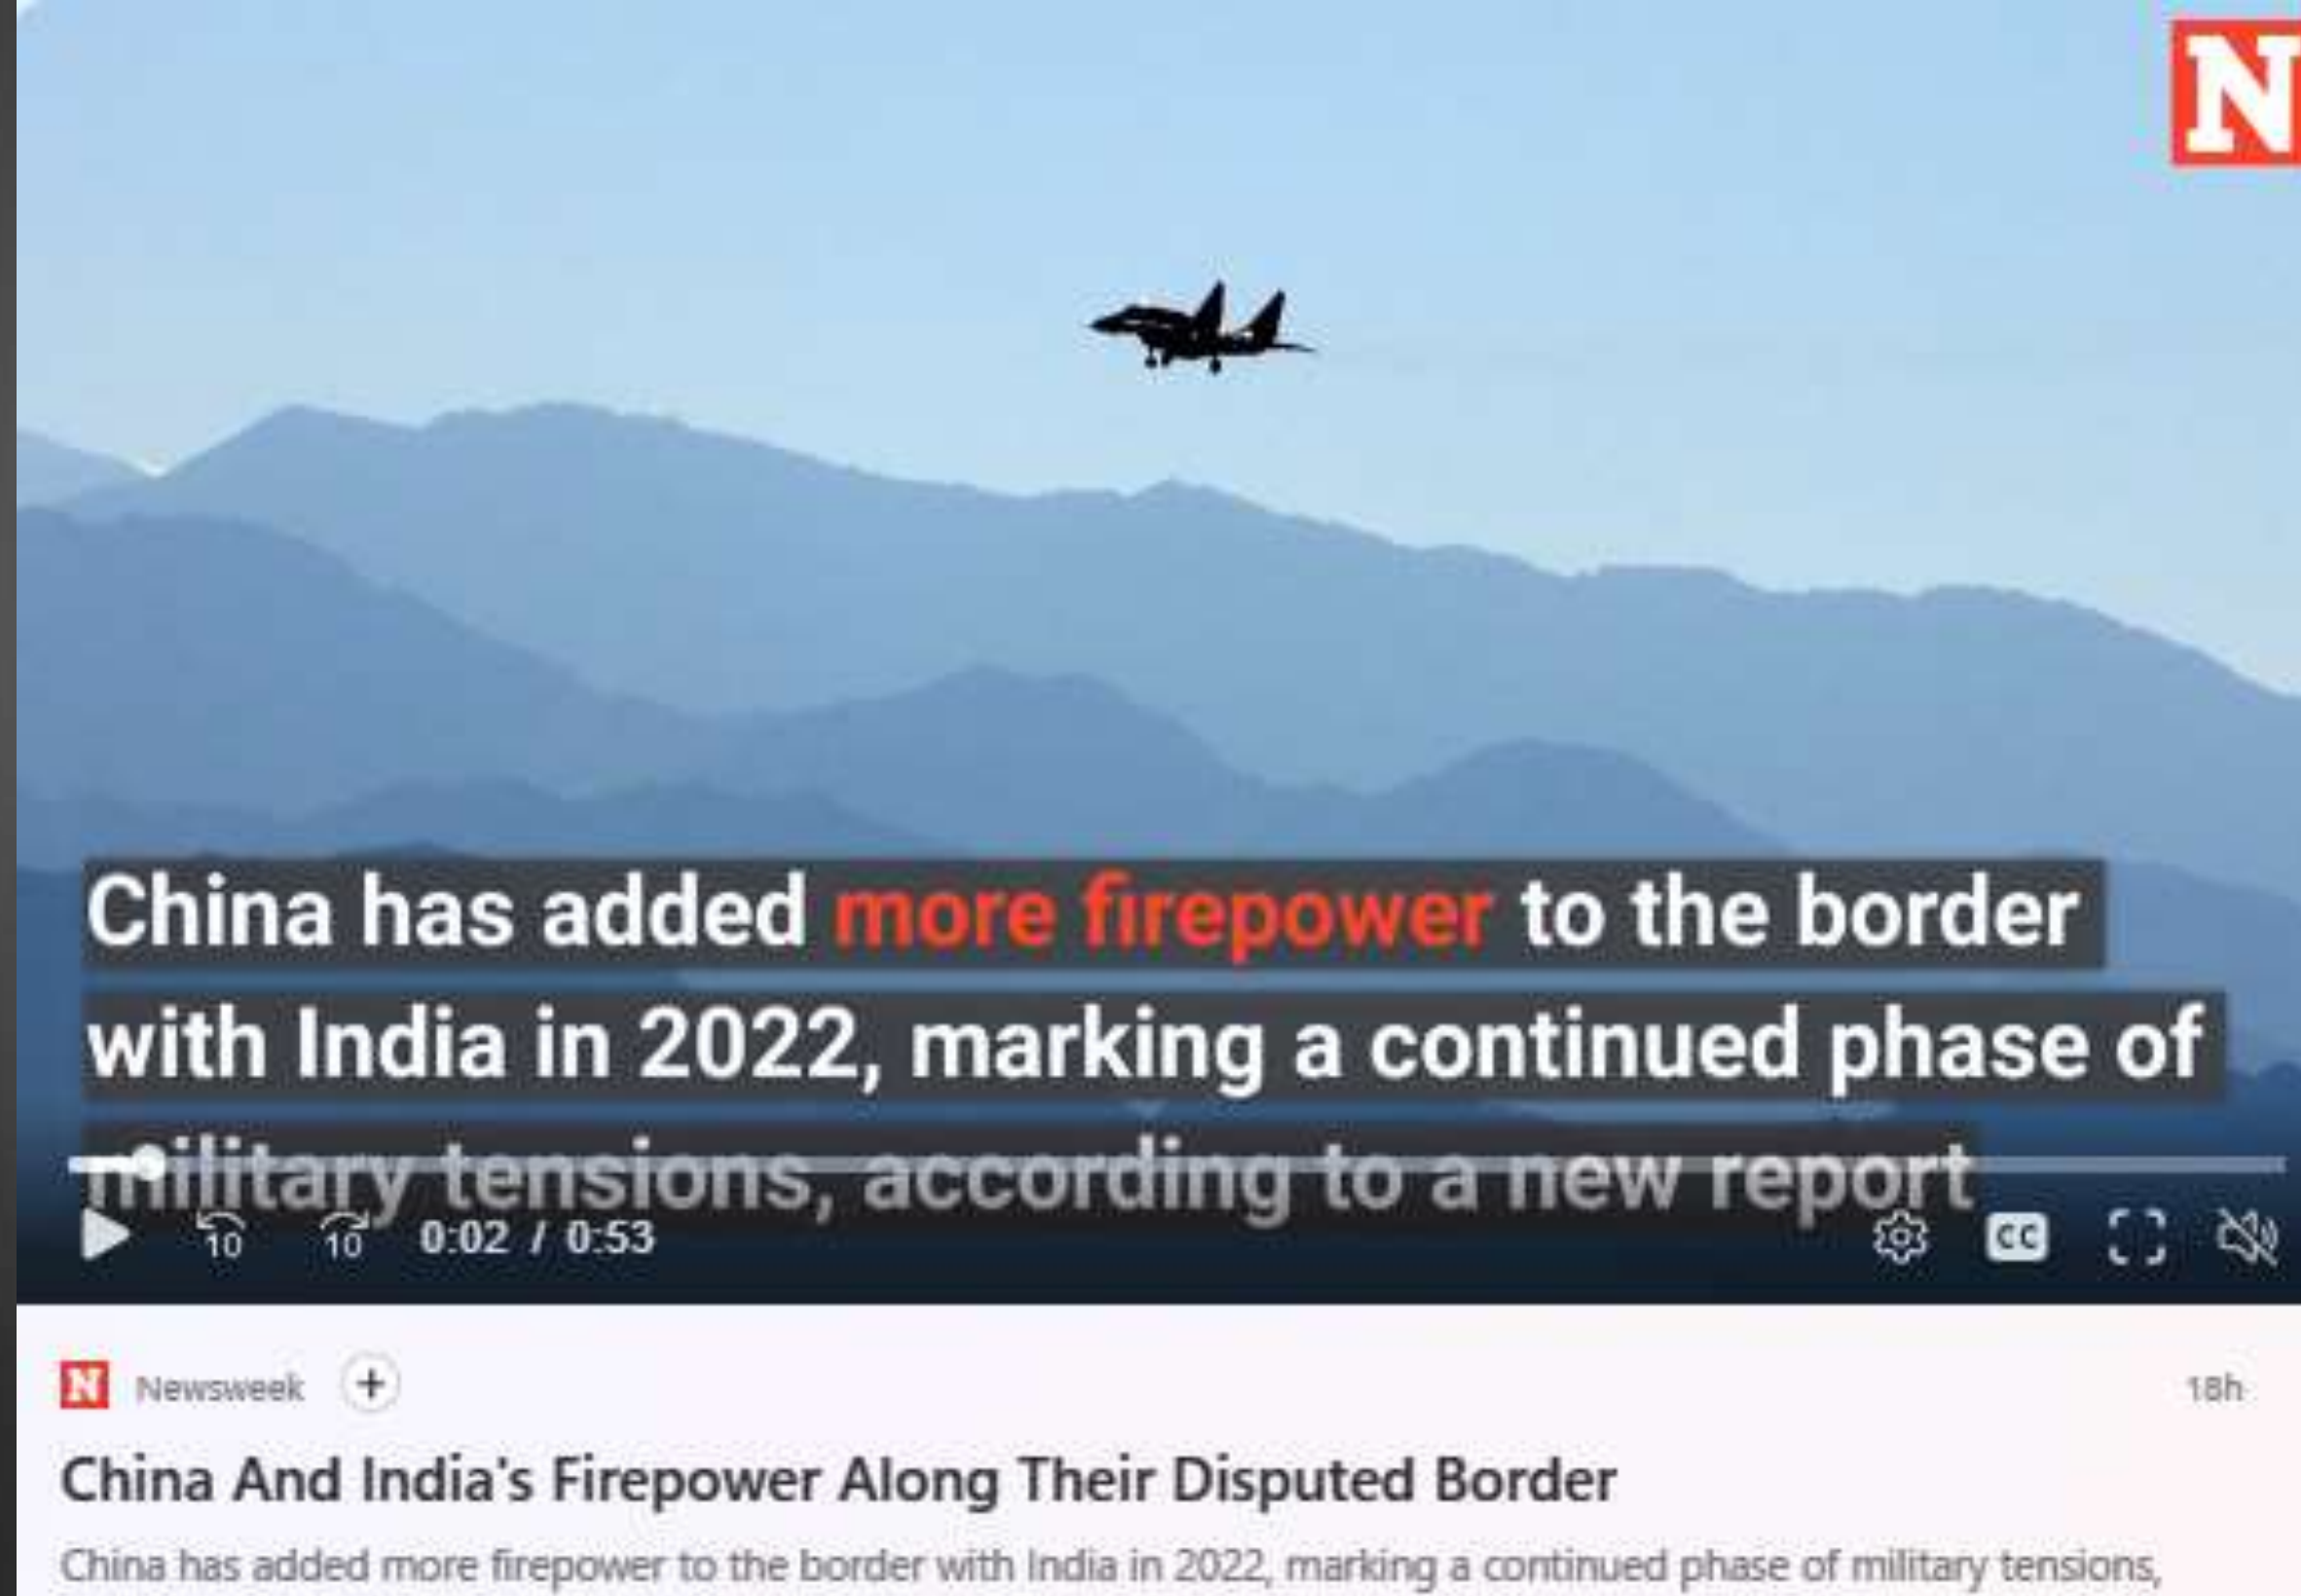 N
China has added more firepower to the border
with India in 2022, marking a continued phase of
military tensions, according to a new report
10 10 0:02 / 0:53 CC
N Newsweek + 18h
China And India's Firepower Along Their Disputed Border
China has added more firepower to the border with India in 2022, marking a continued phase of military tensions,